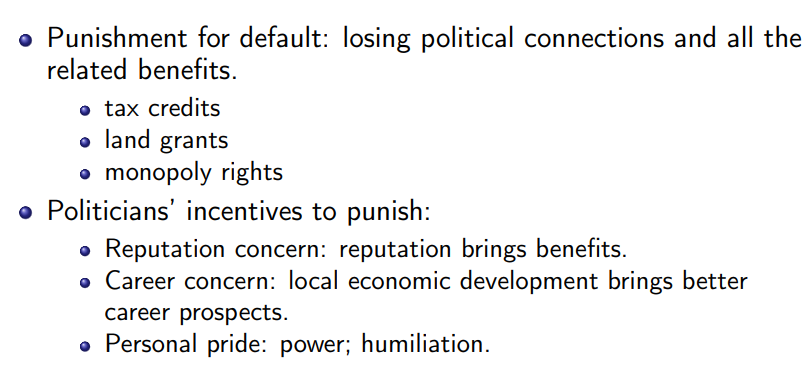 Punishment for default: losing political connections and all the
related benefits.
tax credits
land grants
monopoly rights
Politicians' incentives to punish:
Reputation concern: reputation brings benefits.
Career concern: local economic development brings better
career prospects.
Personal pride: power; humiliation.